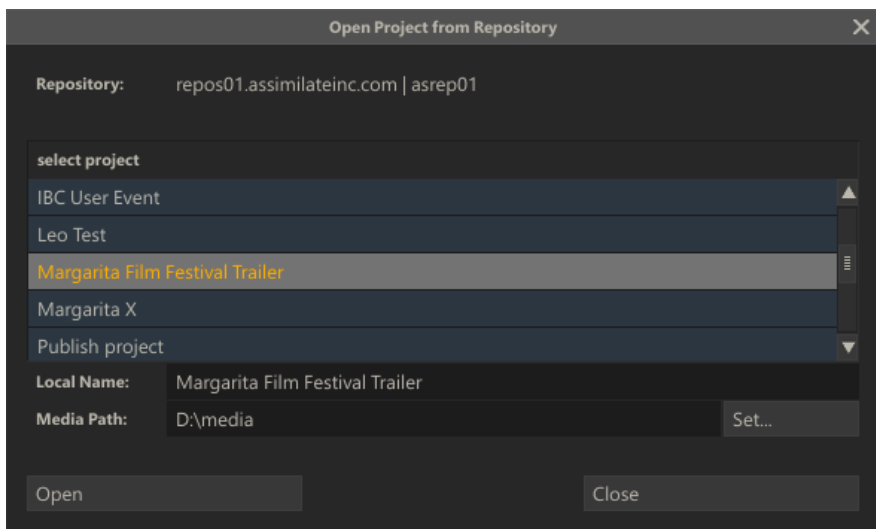 Open Project from Repository
Repository: repos01.assimilateinc.com | asrep01
select project
IBC User Event
Leo Test
Margarita Film Festival Trailer
Margarita X
Publish project
Local Name: Margarita Film Festival Trailer
Media Path: D:\media Set...
Open Close